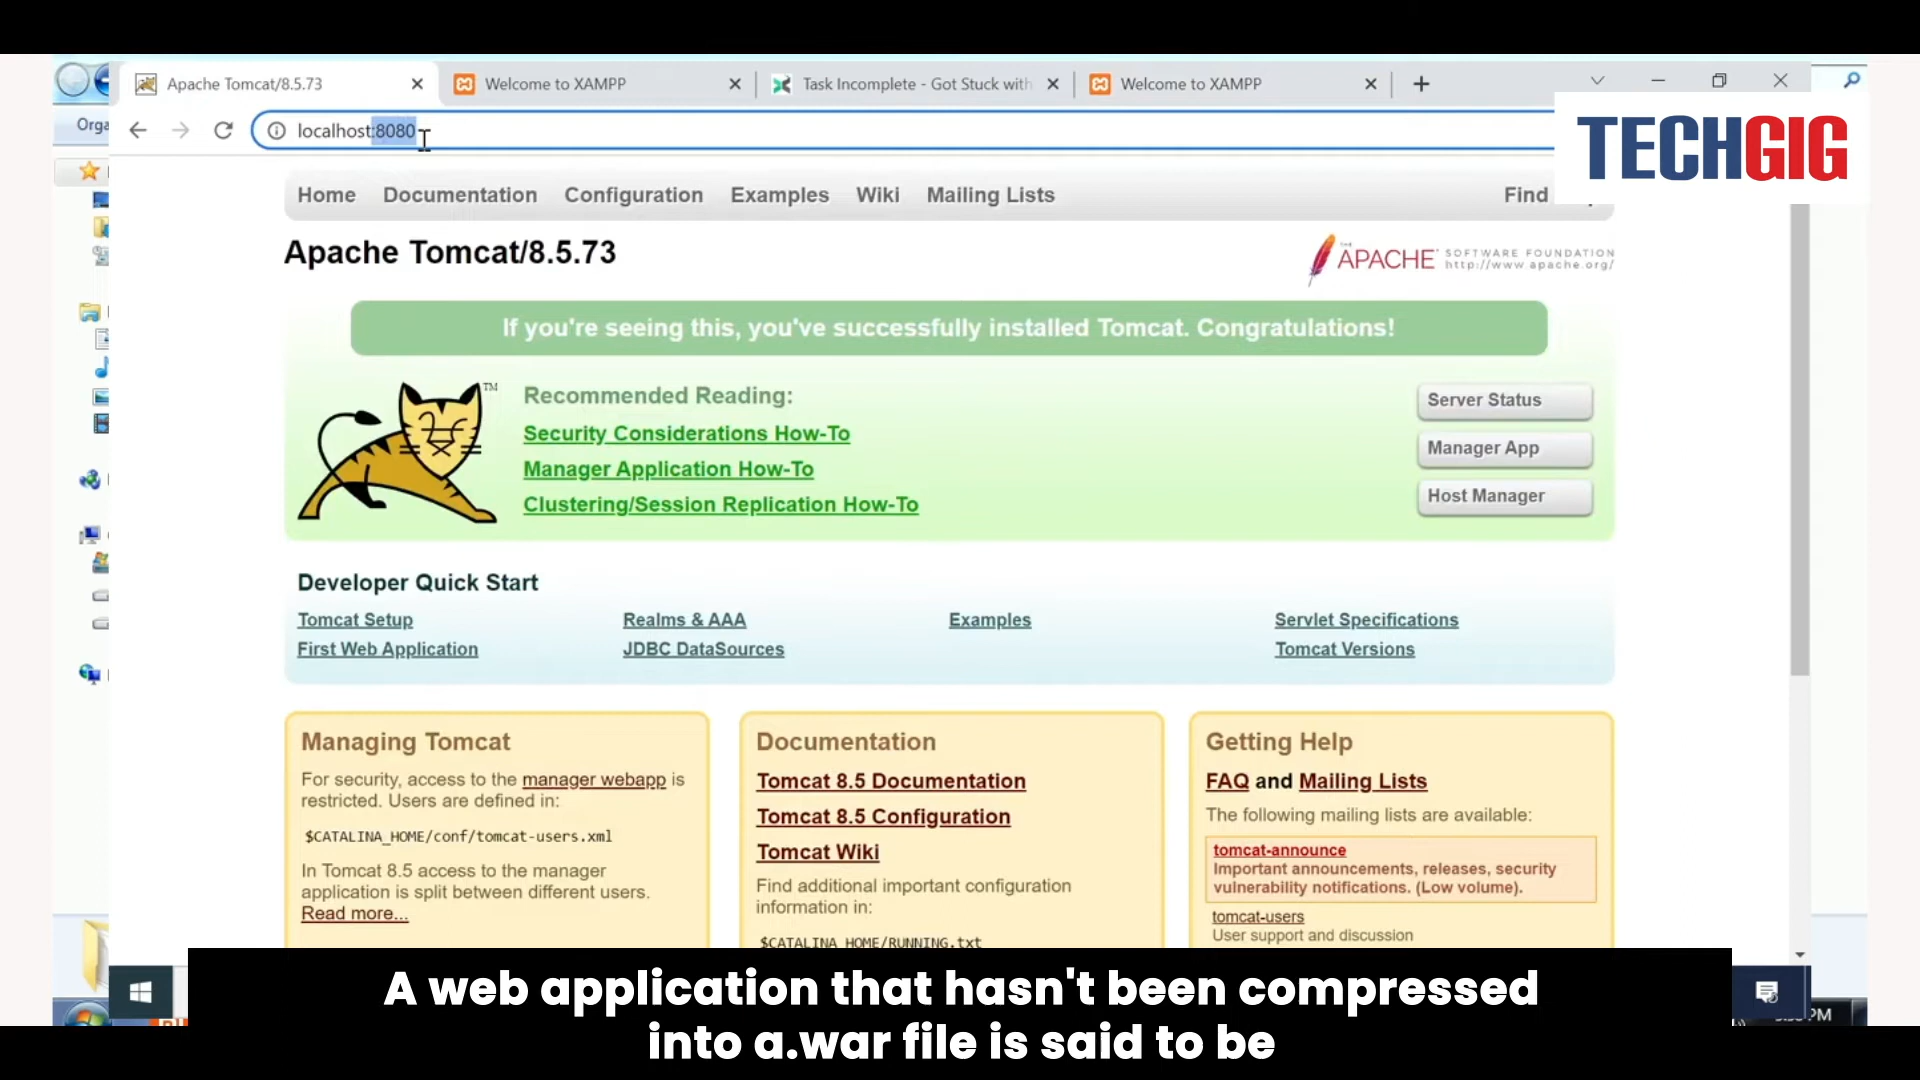 Apache Tomcat/8.5.73
Welcome to XAMPP
Task Incomplete - Got Stuck with
Welcome to XAMPP
Orga
localhost:8080
TECHGIG
Home Documentation Configuration Examples Wiki Mailing Lists Find
Apache Tomcat/8.5.73
THE APACHE SOFTWARE FOUNDATION
http://www.apache.org/
If you're seeing this, you've successfully installed Tomcat. Congratulations!
TM
Recommended Reading:
Security Considerations How-To
Manager Application How-To
Clustering/Session Replication How-To
Server Status
Manager App
Host Manager
Developer Quick Start
Tomcat Setup
First Web Application
Realms & AAA
JDBC DataSources
Examples
Servlet Specifications
Tomcat Versions
Managing Tomcat
For security, access to the manager webapp is
restricted. Users are defined in:
$CATALINA_HOME/conf/tomcat-users.xml
In Tomcat 8.5 access to the manager
application is split between different users.
Read more...
Documentation
Tomcat 8.5 Documentation
Tomcat 8.5 Configuration
Tomcat Wiki
Find additional important configuration
information in:
$CATALINA_HOME/RUNNING.txt
Getting Help
FAQ and Mailing Lists
The following mailing lists are available:
tomcat-announce
Important announcements, releases, security
vulnerability notifications. (Low volume).
tomcat-users
User support and discussion
A web application that hasn't been compressed
into a.war file is said to be
PM